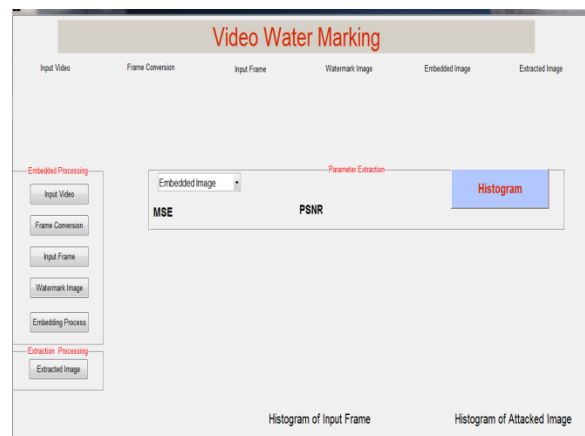 Video Water Marking
Input Video Frame Conversion Input Frame Watermark Image Embedded Image Extracted Image
Embedded Processing
Input Video
Frame Conversion
Input Frame
Watermark Image
Embedding Process
Extraction Processing
Extracted Image
Parameter Extraction
Embedded Image
Histogram
MSE PSNR
Histogram of Input Frame Histogram of Attacked Image